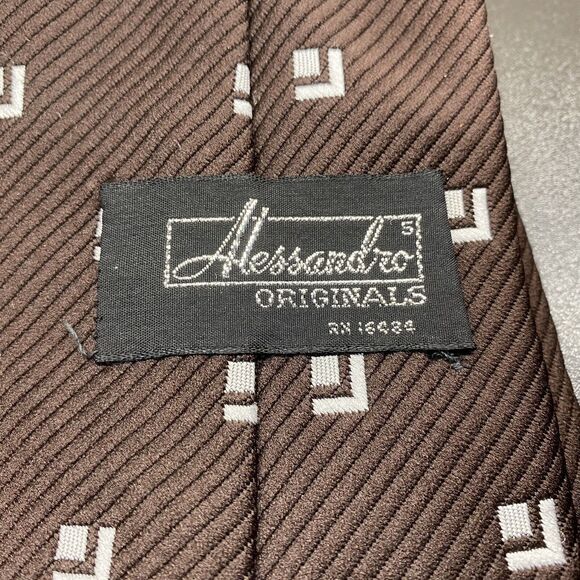 Alessandro
S
ORIGINALS
RN 16484